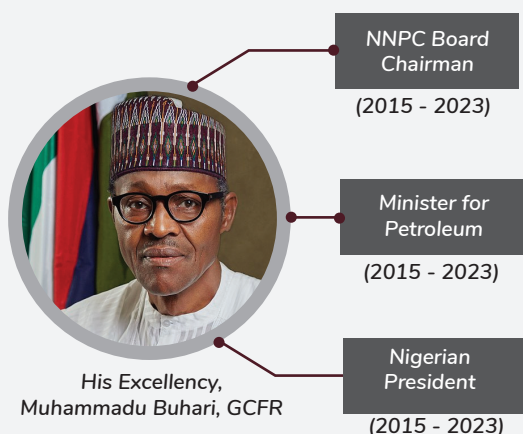 NNPC Board
Chairman
(2015 - 2023)
Minister for
Petroleum
(2015 - 2023)
Nigerian
President
(2015 - 2023)
His Excellency,
Muhammadu Buhari, GCFR